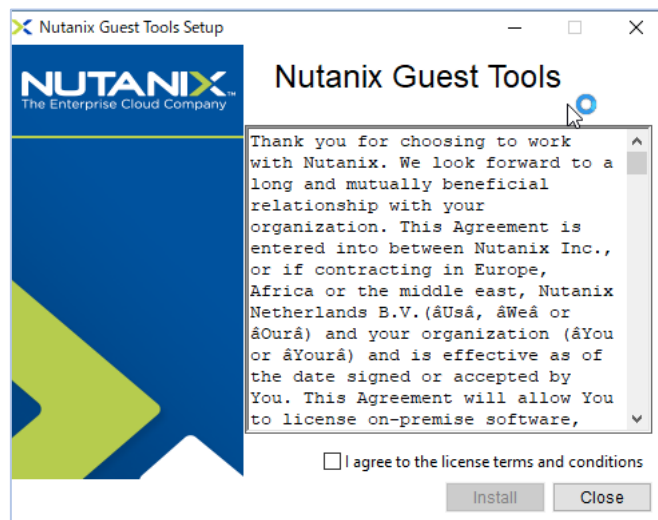 Nutanix Guest Tools Setup
NUTANIX™
The Enterprise Cloud Company
Nutanix Guest Tools
Thank you for choosing to work
with Nutanix. We look forward to a
long and mutually beneficial
relationship with your
organization. This Agreement is
entered into between Nutanix Inc.,
or if contracting in Europe,
Africa or the middle east, Nutanix
Netherlands B.V.(âUsâ, âWeâ or
âOurâ) and your organization (âYou
or âYourâ) and is effective as of
the date signed or accepted by
You. This Agreement will allow You
to license on-premise software,
I agree to the license terms and conditions
Install
Close